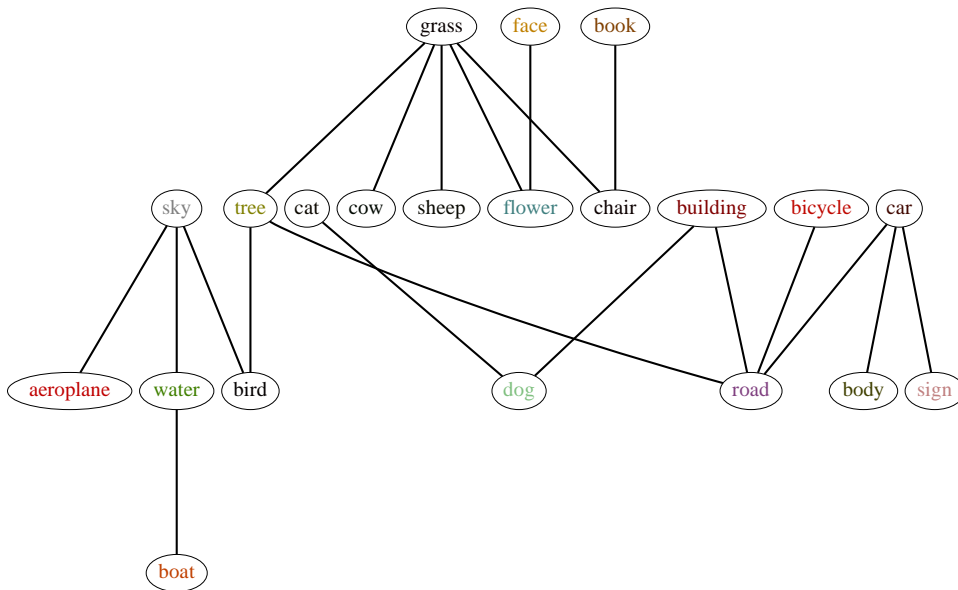 grass face book
sky tree cat cow sheep flower chair building bicycle car
aeroplane water bird dog road body sign
boat